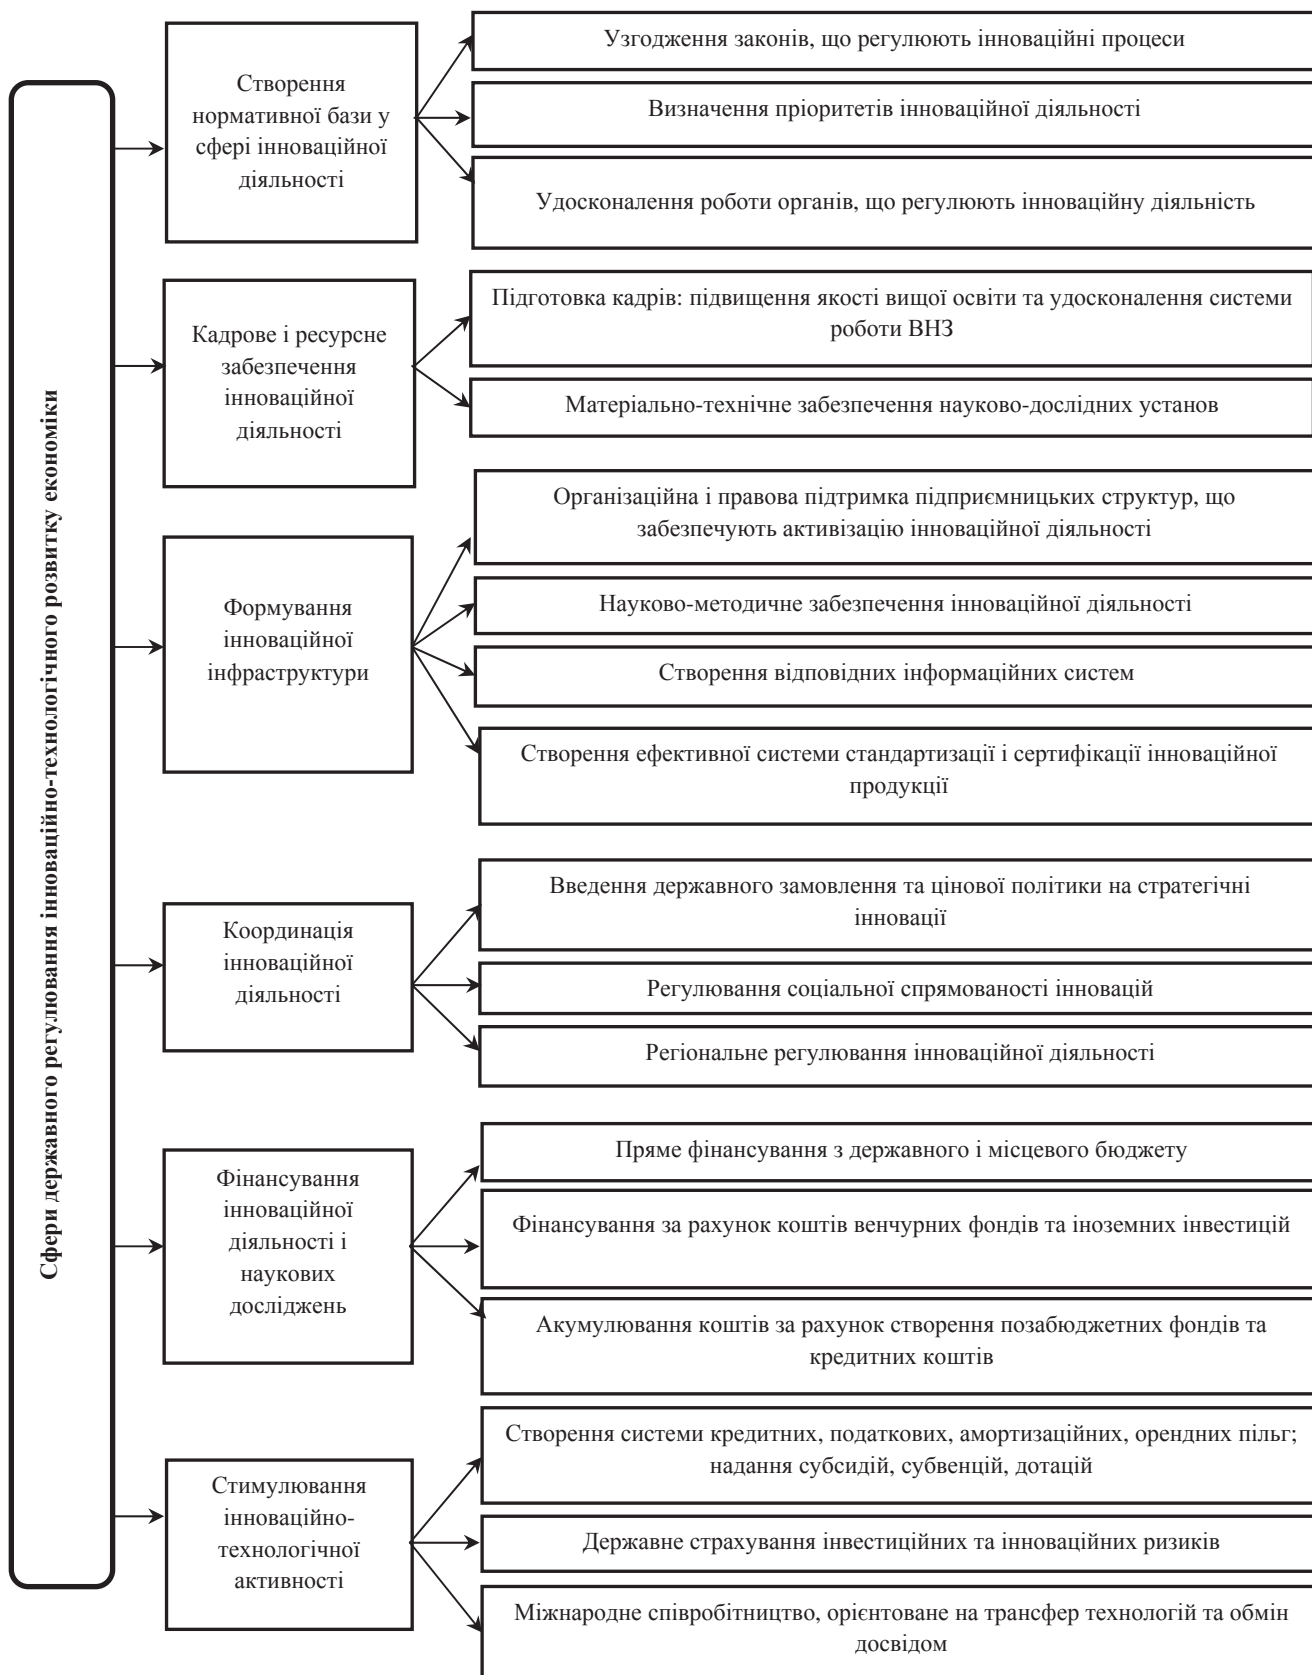 Сфери державного регулювання інноваційно-технологічного розвитку економіки
Створення
нормативної бази у
сфері інноваційної
діяльності
Узгодження законів, що регулюють інноваційні процеси
Визначення пріоритетів інноваційної діяльності
Удосконалення роботи органів, що регулюють інноваційну діяльність
Кадрове і ресурсне
забезпечення
інноваційної
діяльності
Підготовка кадрів: підвищення якості вищої освіти та удосконалення системи
роботи ВНЗ
Матеріально-технічне забезпечення науково-дослідних установ
Формування
інноваційної
інфраструктури
Організаційна і правова підтримка підприємницьких структур, що
забезпечують активізацію інноваційної діяльності
Науково-методичне забезпечення інноваційної діяльності
Створення відповідних інформаційних систем
Створення ефективної системи стандартизації і сертифікації інноваційної
продукції
Координація
інноваційної
діяльності
Введення державного замовлення та цінової політики на стратегічні
інновації
Регулювання соціальної спрямованості інновацій
Регіональне регулювання інноваційної діяльності
Фінансування
інноваційної
діяльності і
наукових
досліджень
Пряме фінансування з державного і місцевого бюджету
Фінансування за рахунок коштів венчурних фондів та іноземних інвестицій
Акумулювання коштів за рахунок створення позабюджетних фондів та
кредитних коштів
Стимулювання
інноваційно-
технологічної
активності
Створення системи кредитних, податкових, амортизаційних, орендних пільг;
надання субсидій, субвенцій, дотацій
Державне страхування інвестиційних та інноваційних ризиків
Міжнародне співробітництво, орієнтоване на трансфер технологій та обмін
досвідом